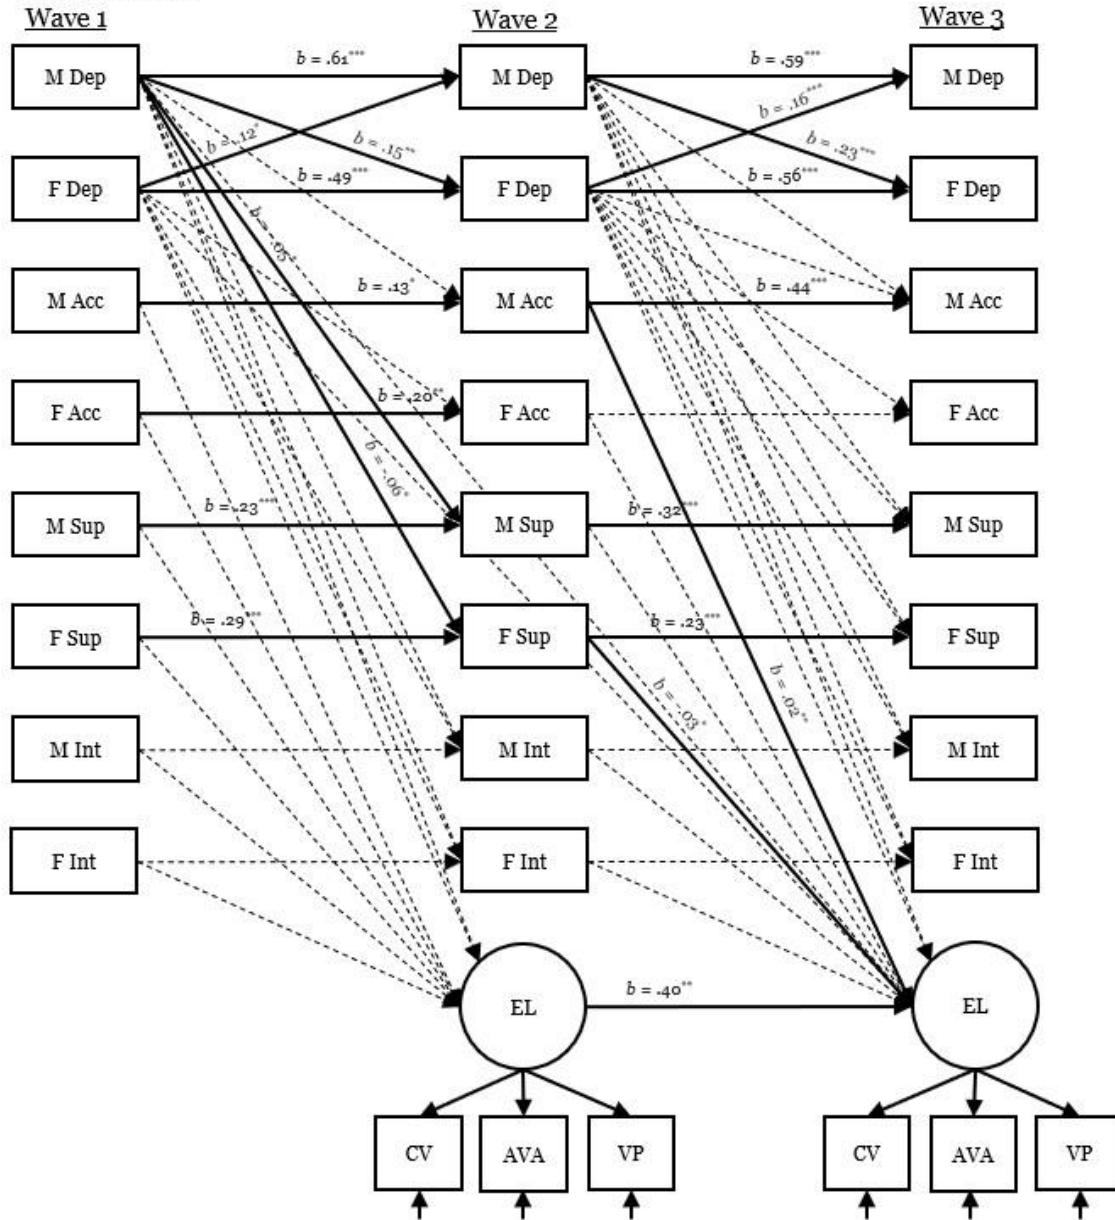 Wave 1 Wave 2 Wave 3
b = .61*** b = .59***
M Dep M Dep M Dep
b = .12* b = .15** b = .16*** b = .23***
b = .49*** b = .56***
F Dep F Dep F Dep
b = -.05*
b = .13* b = .44***
M Acc M Acc M Acc
b = .20**
F Acc F Acc F Acc
b = -.06*
b = .23*** b = .32***
M Sup M Sup M Sup
b = .29*** b = .23***
F Sup F Sup F Sup
b = -.03* b = .02**
M Int M Int M Int
F Int F Int F Int
b = .40**
EL EL
CV AVA VP CV AVA VP